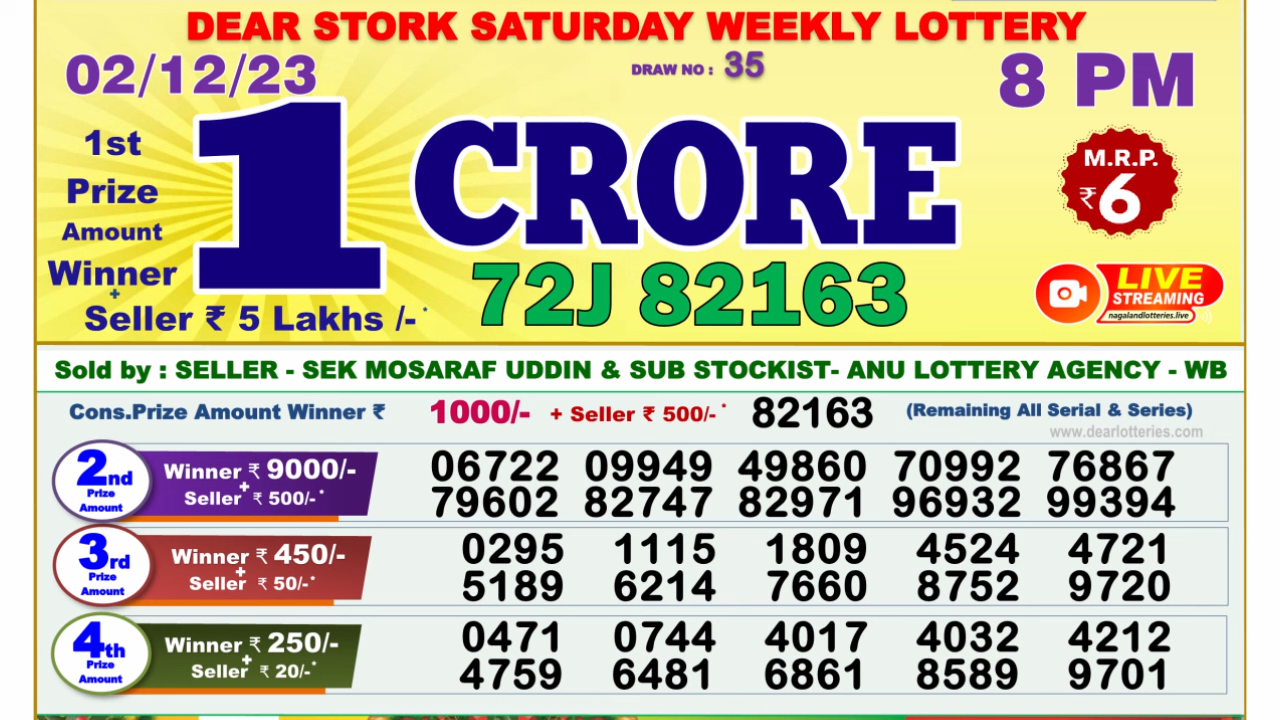 DEAR STORK SATURDAY WEEKLY LOTTERY
02/12/23
DRAW NO : 35
8 PM
1st
Prize
Amount
Winner
+
Seller ₹ 5 Lakhs /-*
1 CRORE
72J 82163
M.R.P.
₹6
LIVE
STREAMING
nagalandlotteries.live
Sold by : SELLER - SEK MOSARAF UDDIN & SUB STOCKIST- ANU LOTTERY AGENCY - WB
Cons.Prize Amount Winner ₹ 1000/- + Seller ₹ 500/-* 82163 (Remaining All Serial & Series)
www.dearlotteries.com
2nd
Prize
Amount
Winner ₹ 9000/-
+
Seller ₹ 500/-*
06722 09949 49860 70992 76867
79602 82747 82971 96932 99394
3rd
Prize
Amount
Winner ₹ 450/-
+
Seller ₹ 50/-*
0295 1115 1809 4524 4721
5189 6214 7660 8752 9720
4th
Prize
Amount
Winner ₹ 250/-
+
Seller ₹ 20/-*
0471 0744 4017 4032 4212
4759 6481 6861 8589 9701